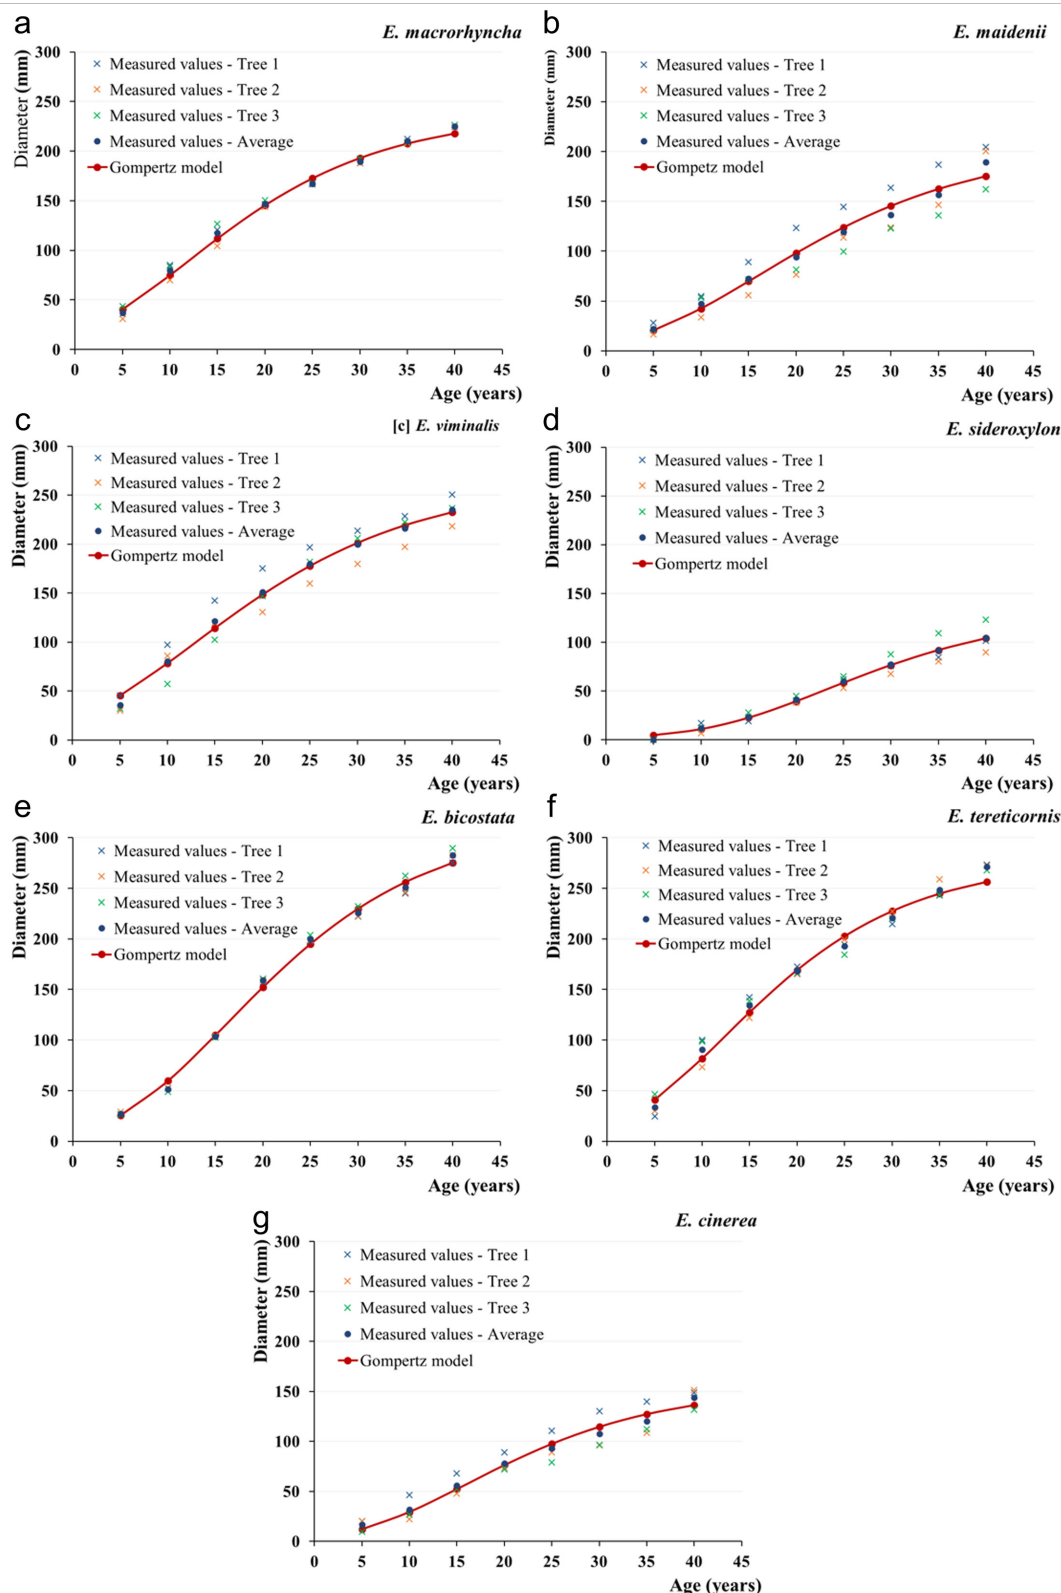 a
E. macrorhyncha
Diameter (mm)
300
250
200
150
100
50
0
Measured values - Tree 1
Measured values - Tree 2
Measured values - Tree 3
Measured values - Average
Gompertz model
0 5 10 15 20 25 30 35 40 45
Age (years)
b
E. maidenii
Diameter (mm)
300
250
200
150
100
50
0
Measured values - Tree 1
Measured values - Tree 2
Measured values - Tree 3
Measured values - Average
Gompetz model
0 5 10 15 20 25 30 35 40 45
Age (years)
c
[c] E. viminalis
Diameter (mm)
300
250
200
150
100
50
0
Measured values - Tree 1
Measured values - Tree 2
Measured values - Tree 3
Measured values - Average
Gompertz model
0 5 10 15 20 25 30 35 40 45
Age (years)
d
E. sideroxylon
Diameter (mm)
300
250
200
150
100
50
0
Measured values - Tree 1
Measured values - Tree 2
Measured values - Tree 3
Measured values - Average
Gompertz model
0 5 10 15 20 25 30 35 40 45
Age (years)
e
E. bicostata
Diameter (mm)
300
250
200
150
100
50
0
Measured values - Tree 1
Measured values - Tree 2
Measured values - Tree 3
Measured values - Average
Gompertz model
0 5 10 15 20 25 30 35 40 45
Age (years)
f
E. tereticornis
Diameter (mm)
300
250
200
150
100
50
0
Measured values - Tree 1
Measured values - Tree 2
Measured values - Tree 3
Measured values - Average
Gompertz model
0 5 10 15 20 25 30 35 40 45
Age (years)
g
E. cinerea
Diameter (mm)
300
250
200
150
100
50
0
Measured values - Tree 1
Measured values - Tree 2
Measured values - Tree 3
Measured values - Average
Gompertz model
0 5 10 15 20 25 30 35 40 45
Age (years)